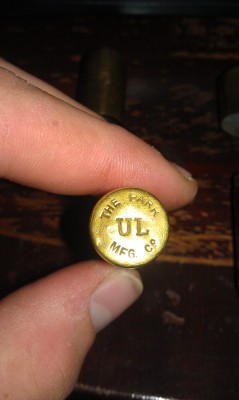 THE PARK
UL
MFG. Co